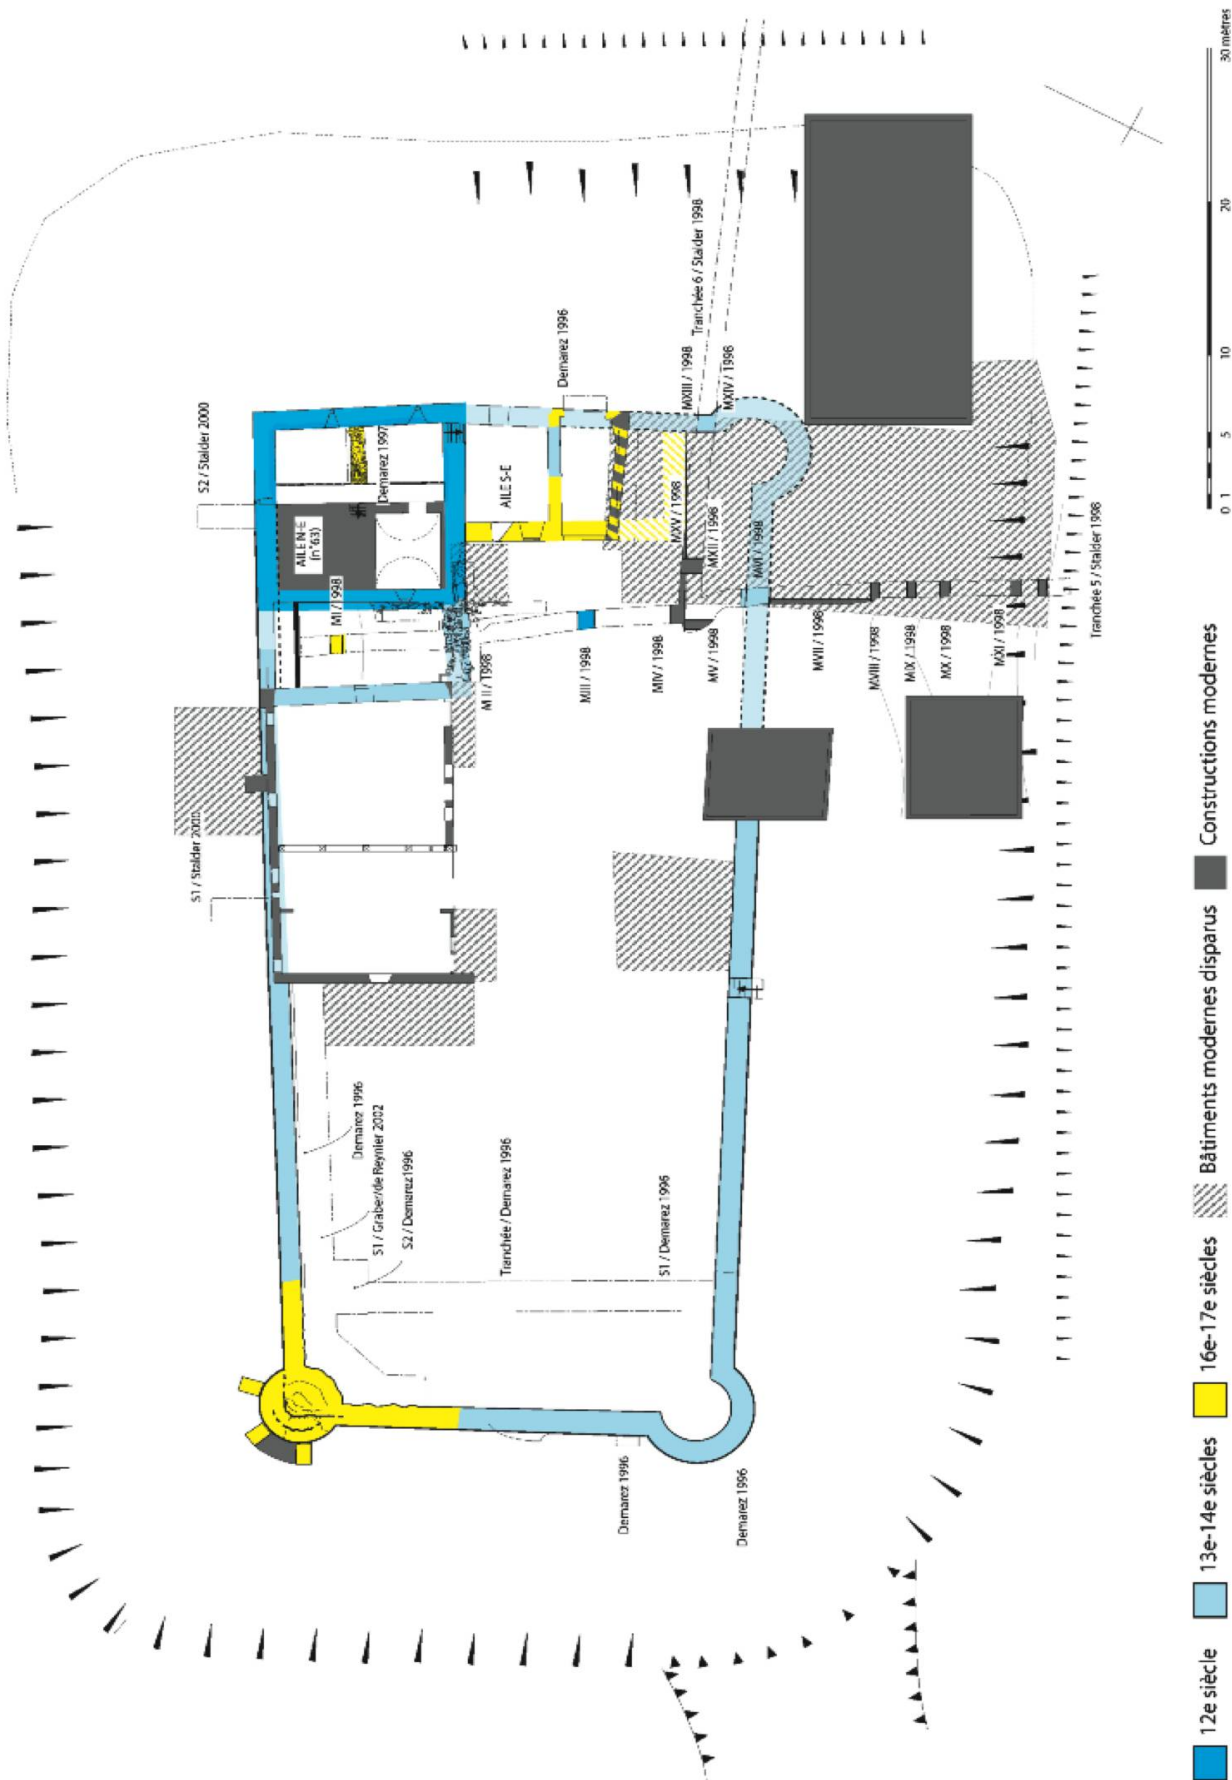 S1 / Stalder 2000
S2 / Stalder 2000
AILE N-E
(n°63)
Demarez 1997
MI / 1998
M II / 1998
AILE S-E
Demarez 1996
MIII / 1998
MXV / 1998
MXIII / 1998
Tranchée 6 / Stalder 1998
MIV / 1998
MXII / 1998
MXIV / 1998
MV / 1998
MVI / 1998
MVII / 1998
MVIII / 1998
MIX / 1998
MX / 1998
MXI / 1998
Tranchée 5 / Stalder 1998
Demarez 1996
S1 / Graber/de Reynier 2002
S2 / Demarez1996
Tranchée / Demarez 1996
S1 / Demarez 1996
Demarez 1996
Demarez 1996
0 1 5 10 20 30 mètres
12e siècle 13e-14e siècles 16e-17e siècles Bâtiments modernes disparus Constructions modernes